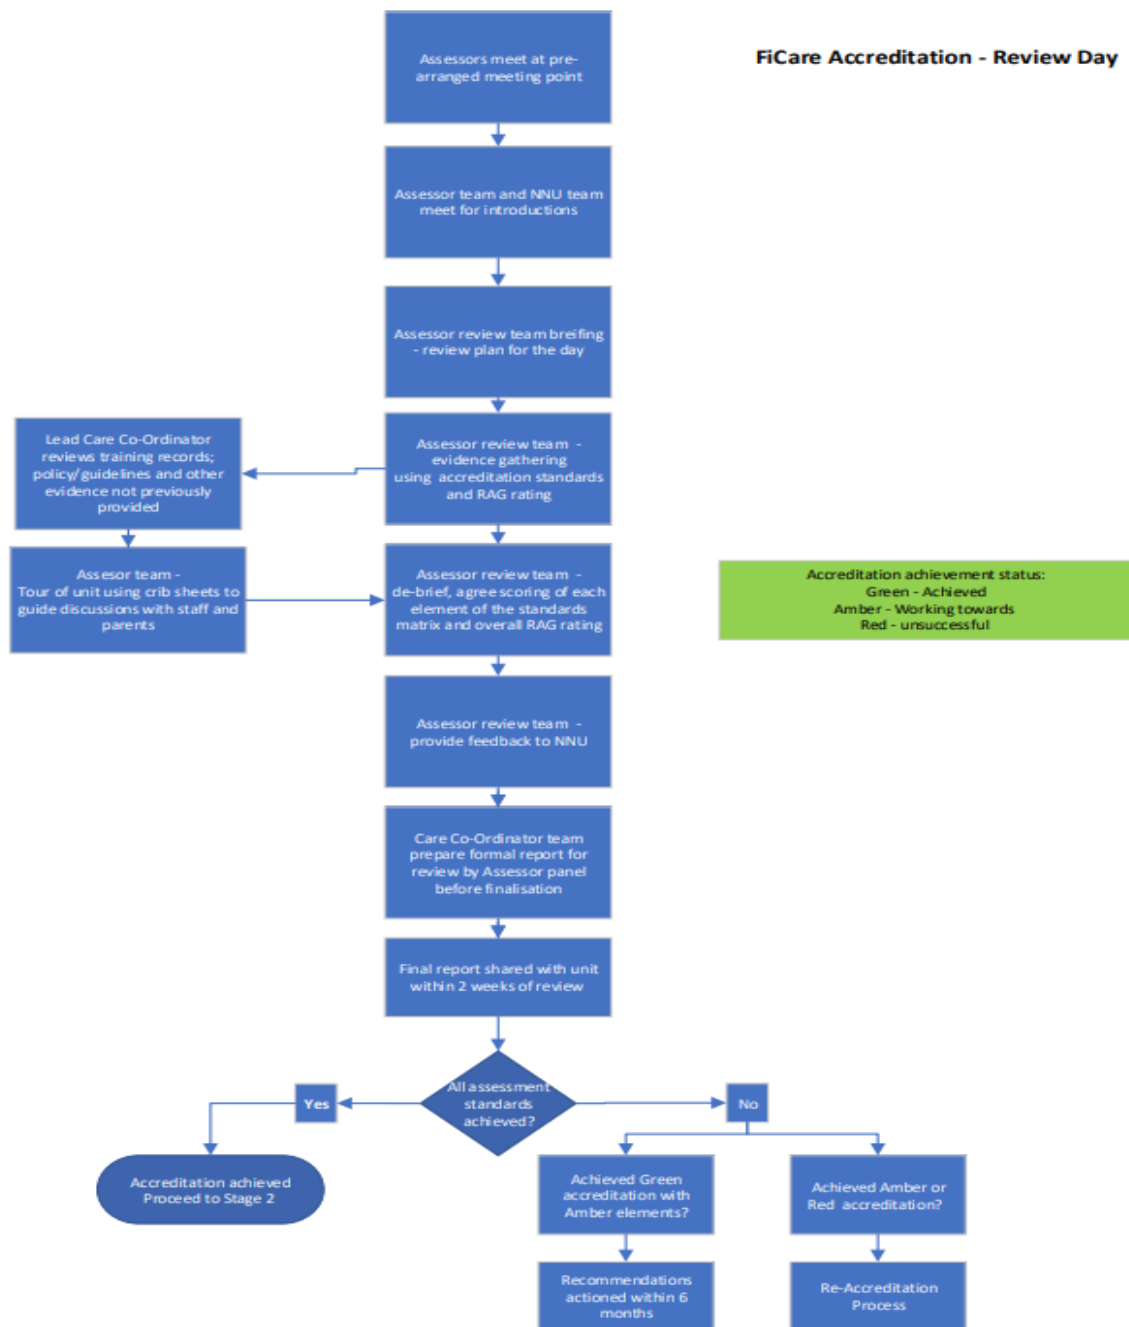 FiCare Accreditation - Review Day
Assessors meet at pre-
arranged meeting point
Assessor team and NNU team
meet for introductions
Assessor review team breifing
- review plan for the day
Assessor review team -
evidence gathering
using accreditation standards
and RAG rating
Lead Care Co-Ordinator
reviews training records;
policy/guidelines and other
evidence not previously
provided
Assesor team -
Tour of unit using crib sheets to
guide discussions with staff and
parents
Assessor review team -
de-brief, agree scoring of each
element of the standards
matrix and overall RAG rating
Accreditation achievement status:
Green - Achieved
Amber - Working towards
Red - unsuccessful
Assessor review team -
provide feedback to NNU
Care Co-Ordinator team
prepare formal report for
review by Assessor panel
before finalisation
Final report shared with unit
within 2 weeks of review
All assessment
standards
achieved?
Yes
No
Accreditation achieved
Proceed to Stage 2
Achieved Green
accreditation with
Amber elements?
Achieved Amber or
Red accreditation?
Recommendations
actioned within 6
months
Re-Accreditation
Process